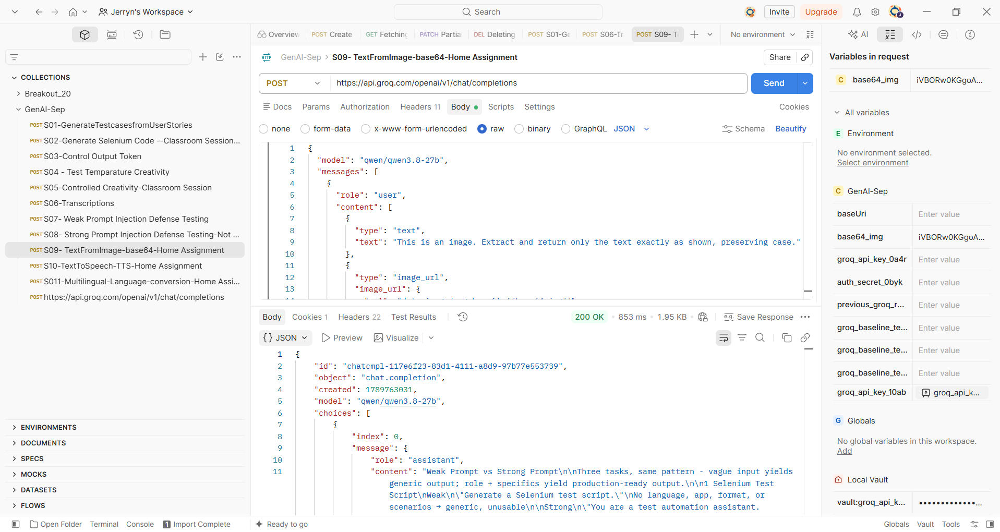 Jerryn's Workspace
Search
Invite
Upgrade
COLLECTIONS
Breakout_20
GenAI-Sep
POST S01-GenerateTestcasesfromUserStories
POST S02-Generate Selenium Code --Classroom Session...
POST S03-Control Output Token
POST S04 - Test Temparature Creativity
POST S05-Controlled Creativity-Classroom Session
POST S06-Transcriptions
POST S07- Weak Prompt Injection Defense Testing
POST S08- Strong Prompt Injection Defense Testing-Not ...
POST S09- TextFromImage-base64-Home Assignment
POST S10-TextToSpeech-TTS-Home Assignment
POST S011-Multilingual-Language-conversion-Home Assi...
POST https://api.groq.com/openai/v1/chat/completions
ENVIRONMENTS
DOCUMENTS
SPECS
MOCKS
DATASETS
FLOWS
Overview POST Create GET Fetching PATCH Partia DEL Deleting POST S01-Ge POST S06-Tr POST S09- T No environment
HTTP GenAI-Sep > S09- TextFromImage-base64-Home Assignment
Share
POST https://api.groq.com/openai/v1/chat/completions
Send
Docs Params Authorization Headers 11 Body Scripts Settings Cookies
none form-data x-www-form-urlencoded raw binary GraphQL JSON Schema Beautify
1 {
2 "model": "qwen/qwen3.8-27b",
3 "messages": [
4 {
5 "role": "user",
6 "content": [
7 {
8 "type": "text",
9 "text": "This is an image. Extract and return only the text exactly as shown, preserving case."
10 },
11 {
12 "type": "image_url",
13 "image_url": {
Body Cookies 1 Headers 22 Test Results 200 OK 853 ms 1.95 KB e.g. Save Response
{} JSON Preview Visualize
1 {
2 "id": "chatcmpl-117e6f23-83d1-4111-a8d9-97b77e553739",
3 "object": "chat.completion",
4 "created": 1789763031,
5 "model": "qwen/qwen3.8-27b",
6 "choices": [
7 {
8 "index": 0,
9 "message": {
10 "role": "assistant",
11 "content": "Weak Prompt vs Strong Prompt\n\nThree tasks, same pattern - vague input yields
generic output; role + specifics yield production-ready output.\n\n1 Selenium Test
Script\nWeak\n\"Generate a Selenium test script.\"\nNo language, app, format, or
scenarios → generic, unusable\n\nStrong\n\"You are a test automation assistant.
AI
Variables in request
C base64_img iVBORw0KGgoA...
All variables
E Environment
No environment selected.
Select environment
C GenAI-Sep
baseUri Enter value
base64_img iVBORw0KGgoA...
groq_api_key_0a4r Enter value
auth_secret_0byk Enter value
previous_groq_r... Enter value
groq_baseline_te... Enter value
groq_baseline_te... Enter value
groq_baseline_te... Enter value
groq_api_key_10ab groq_api_k...
G Globals
No global variables in this workspace.
Add
Local Vault
vault:groq_api_k... •••••••••••••...
Open Folder Terminal Console 1 Import Complete Ready to go Globals Vault Tools